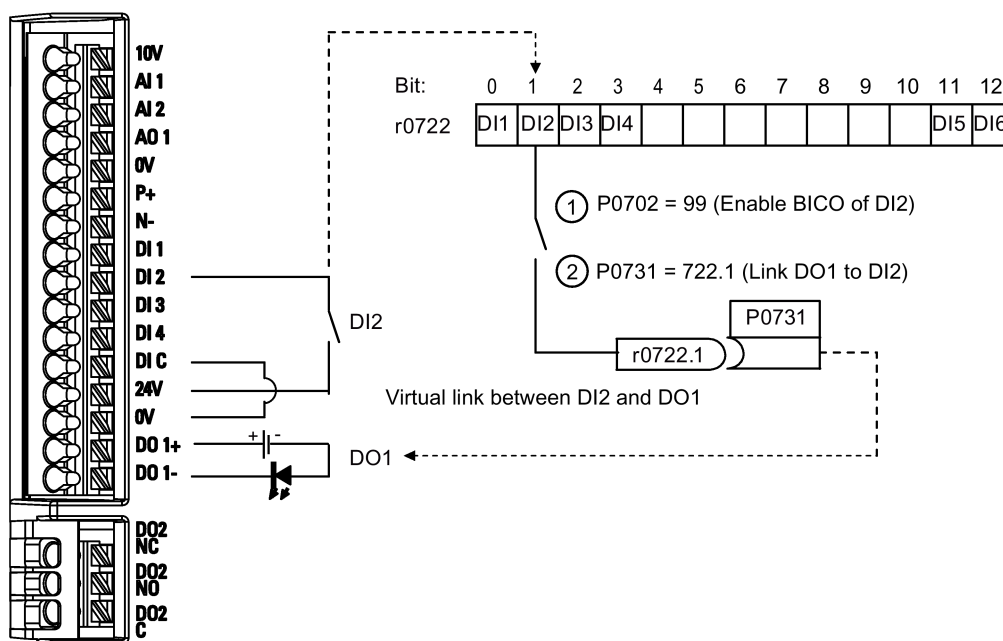 10V
AI 1
AI 2
AO 1
0V
P+
N-
DI 1
DI 2
DI 3
DI 4
DI C
24V
0V
DO 1+
DO 1-
DO2
NC
DO2
NO
DO2
C
DI2
+ -
DO1
Bit: 0 1 2 3 4 5 6 7 8 9 10 11 12
r0722 DI1 DI2 DI3 DI4 DI5 DI6
1 P0702 = 99 (Enable BICO of DI2)
2 P0731 = 722.1 (Link DO1 to DI2)
P0731
r0722.1
Virtual link between DI2 and DO1